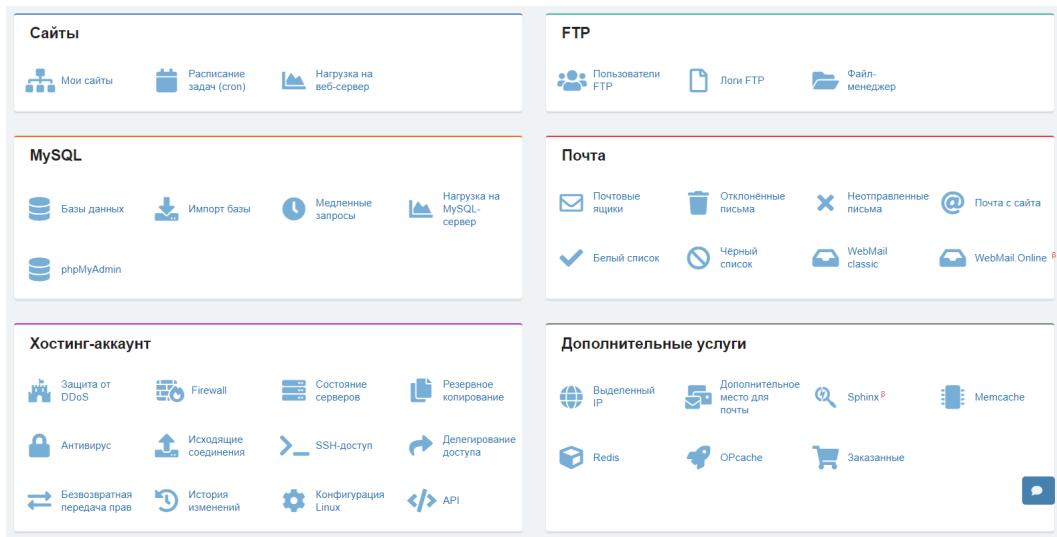 Сайты
Мои сайты
Расписание
задач (cron)
Нагрузка на
веб-сервер
FTP
Пользователи
FTP
Логи FTP
Файл-
менеджер
MySQL
Базы данных
Импорт базы
Медленные
запросы
Нагрузка на
MySQL-
сервер
phpMyAdmin
Почта
Почтовые
ящики
Отклонённые
письма
Неотправленные
письма
Почта с сайта
Белый список
Чёрный
список
WebMail
classic
WebMail.Online β
Хостинг-аккаунт
Защита от
DDoS
Firewall
Состояние
серверов
Резервное
копирование
Антивирус
Исходящие
соединения
SSH-доступ
Делегирование
доступа
Безвозвратная
передача прав
История
изменений
Конфигурация
Linux
API
Дополнительные услуги
Выделенный
IP
Дополнительное
место для
почты
Sphinx β
Memcache
Redis
OPcache
Заказанные